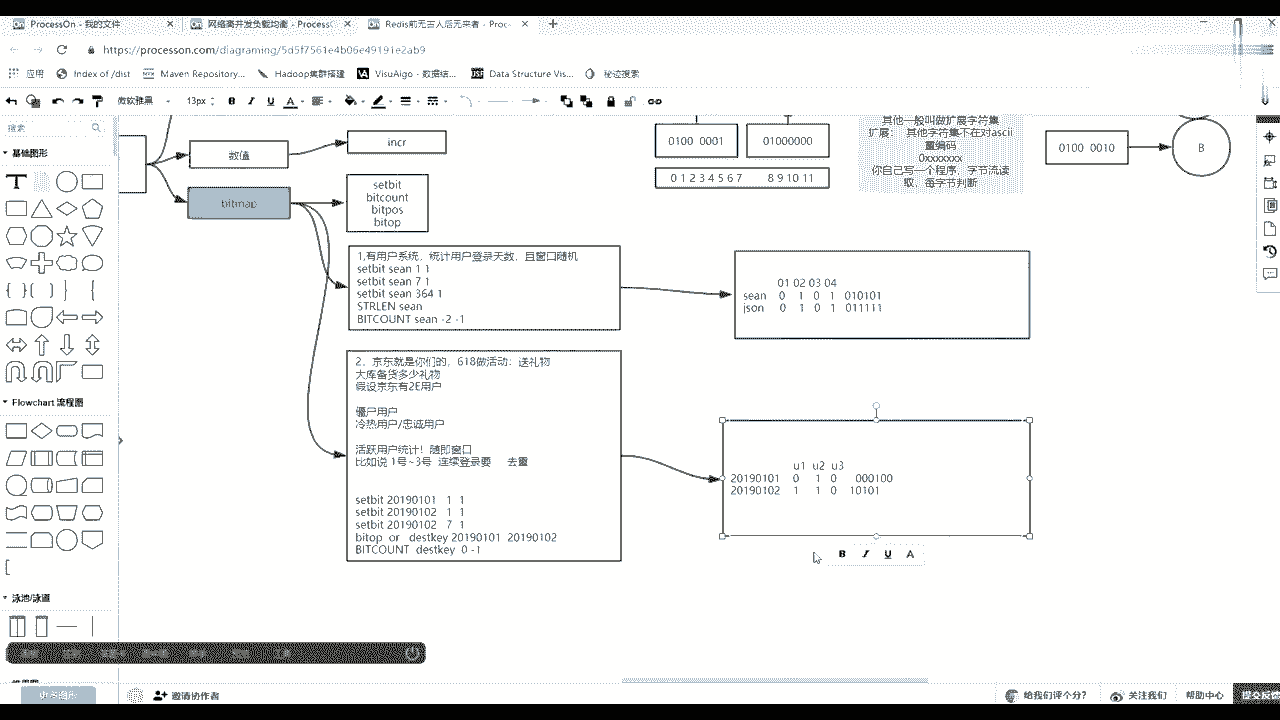 ProcessOn - 我的文件
网络高并发负载均衡 - Process
Redis前无古人后无来者 - Proc
https://processon.com/diagraming/5d5f7561e4b06e49191e2ab9
应用
Index of /dist
Maven Repository...
Hadoop集群搭建
VisuAlgo - 数据结...
Data Structure Vis...
秘迹搜索
微软雅黑
13px
B I U A
搜索
基础图形
Flowchart 流程图
泳池/泳道
数值
incr
bitmap
setbit
bitcount
bitpos
bitop
0100 0001
01000000
0 1 2 3 4 5 6 7 8 9 10 11
其他一般叫做扩展字符集
扩展： 其他字符集不在对ascii
重编码
0xxxxxxx
你自己写一个程序，字节流读
取，每字节判断
0100 0010
B
1,有用户系统，统计用户登录天数，且窗口随机
setbit sean 1 1
setbit sean 7 1
setbit sean 364 1
STRLEN sean
BITCOUNT sean -2 -1
01 02 03 04
sean 0 1 0 1 010101
json 0 1 0 1 011111
2，京东就是你们的，618做活动：送礼物
大库备货多少礼物
假设京东有2E用户
僵尸用户
冷热用户/忠诚用户
活跃用户统计！随即窗口
比如说 1号~3号 连续登录要 去重
setbit 20190101 1 1
setbit 20190102 1 1
setbit 20190102 7 1
bitop or destkey 20190101 20190102
BITCOUNT destkey 0 -1
u1 u2 u3
20190101 0 1 0 000100
20190102 1 1 0 10101
B I U A
更多图形
邀请协作者
给我们评个分？
关注我们
帮助中心
提交反馈